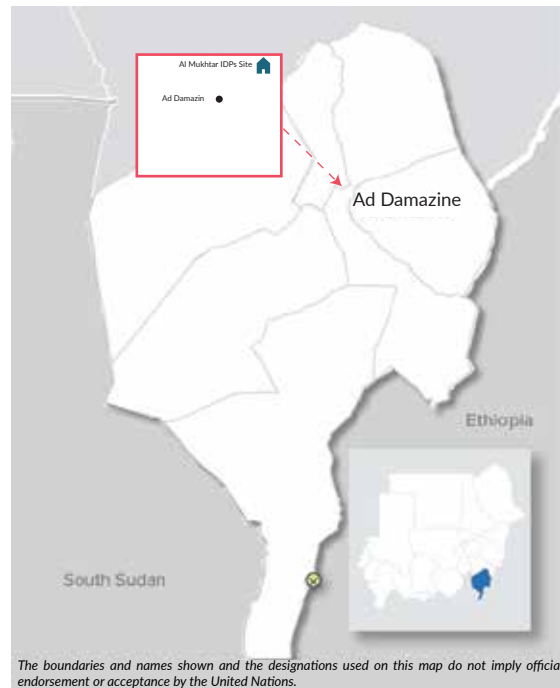 Al Mukhtar IDPs Site
Ad Damazin
Ad Damazine
Ethiopia
South Sudan
The boundaries and names shown and the designations used on this map do not imply official
endorsement or acceptance by the United Nations.